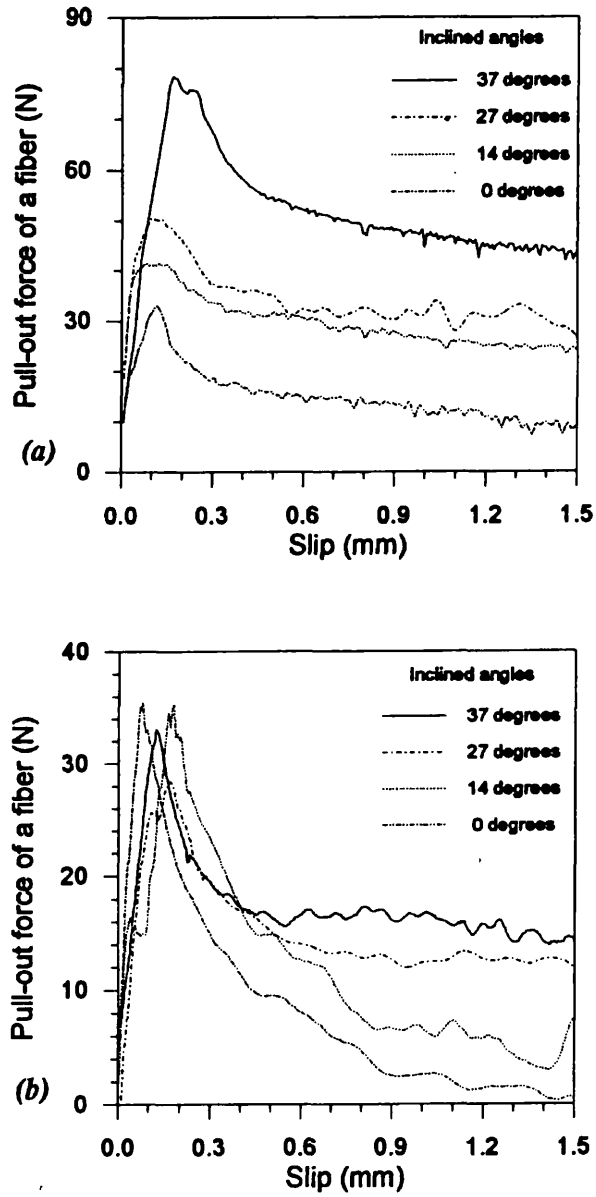 90
60
30
0
Pull-out force of a fiber (N)
(a)
Inclined angles
37 degrees
27 degrees
14 degrees
0 degrees
0.0 0.3 0.6 0.9 1.2 1.5
Slip (mm)
40
30
20
10
0
Pull-out force of a fiber (N)
(b)
Inclined angles
37 degrees
27 degrees
14 degrees
0 degrees
0.0 0.3 0.6 0.9 1.2 1.5
Slip (mm)